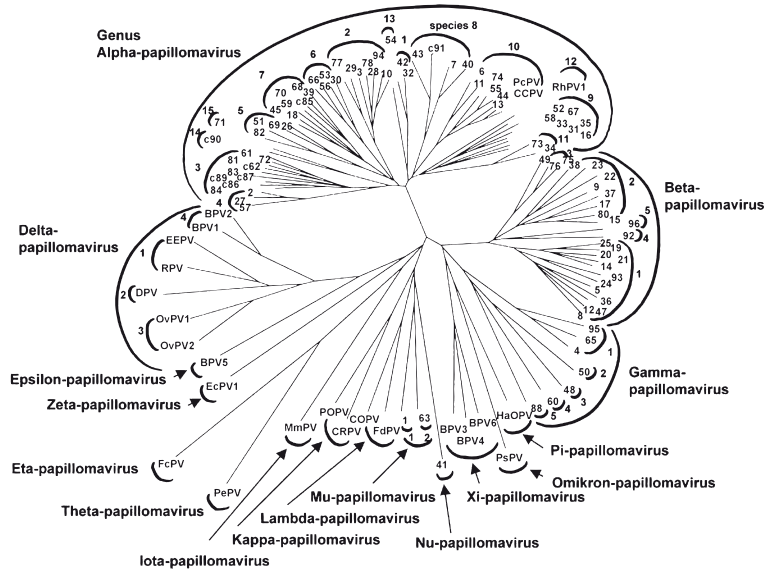 Genus
Alpha-papillomavirus
13
54
2
1
species 8
94
42
43
c91
10
6
77
78
29
3
28
10
32
7
40
6
74
PcPV
CCPV
12
RhPV1
53
30
11
55
44
13
7
66
56
68
39
70
c85
9
52
67
59
18
45
58
33
35
31
16
15
71
5
51
69
26
82
14
c90
11
73
34
3
61
81
72
c62
83
c89
c87
c86
84
49
75
76
38
23
2
22
9
37
17
80
15
Beta-
papillomavirus
5
96
92
4
4
2
27
57
4
BPV2
BPV1
Delta-
papillomavirus
1
EEPV
RPV
2
DPV
3
OvPV1
OvPV2
25
19
20
21
14
93
1
24
5
36
12
47
8
95
1
65
4
50
2
48
3
60
4
88
5
Gamma-
papillomavirus
BPV5
Epsilon-papillomavirus
EcPV1
Zeta-papillomavirus
POPV
COPV
1
63
HaOPV
MmPV
CRPV
FdPV
1
2
BPV3
BPV6
BPV4
Pi-papillomavirus
PsPV
41
FcPV
Eta-papillomavirus
Omikron-papillomavirus
PePV
Mu-papillomavirus
Xi-papillomavirus
Theta-papillomavirus
Lambda-papillomavirus
Kappa-papillomavirus
Nu-papillomavirus
Iota-papillomavirus